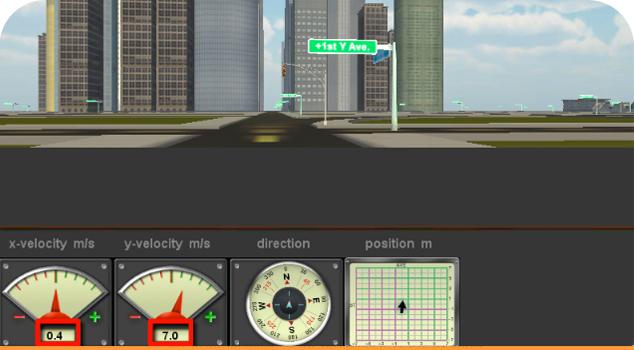 +1st Y Ave.
x-velocity m/s
y-velocity m/s
direction
position m
N
E
S
W
0.4
7.0